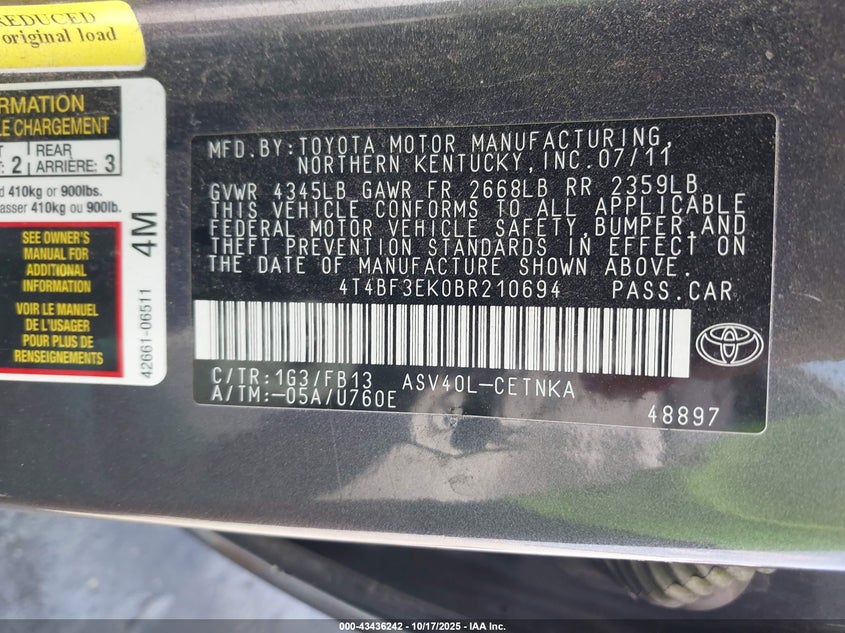 REDUCED
original load
RMATION
LE CHARGEMENT
T 2 REAR
ARRIÈRE: 3
d 410kg or 900lbs.
asser 410kg ou 900lb.
SEE OWNER'S
MANUAL FOR
ADDITIONAL
INFORMATION
VOIR LE MANUEL
DE L'USAGER
POUR PLUS DE
RENSEIGNEMENTS
4M
42661-06511
MFD.BY:TOYOTA MOTOR MANUFACTURING,
NORTHERN KENTUCKY,INC.07/11
GVWR 4345LB GAWR FR 2668LB RR 2359LB
THIS VEHICLE CONFORMS TO ALL APPLICABLE
FEDERAL MOTOR VEHICLE SAFETY,BUMPER,AND
THEFT PREVENTION STANDARDS IN EFFECT ON
THE DATE OF MANUFACTURE SHOWN ABOVE.
4T4BF3EK0BR210694 PASS.CAR
C/TR:1G3/FB13 ASV40L-CETNKA
A/TM:-05A/U760E
48897
000-43436242 | 10/17/2025 - IAA Inc.